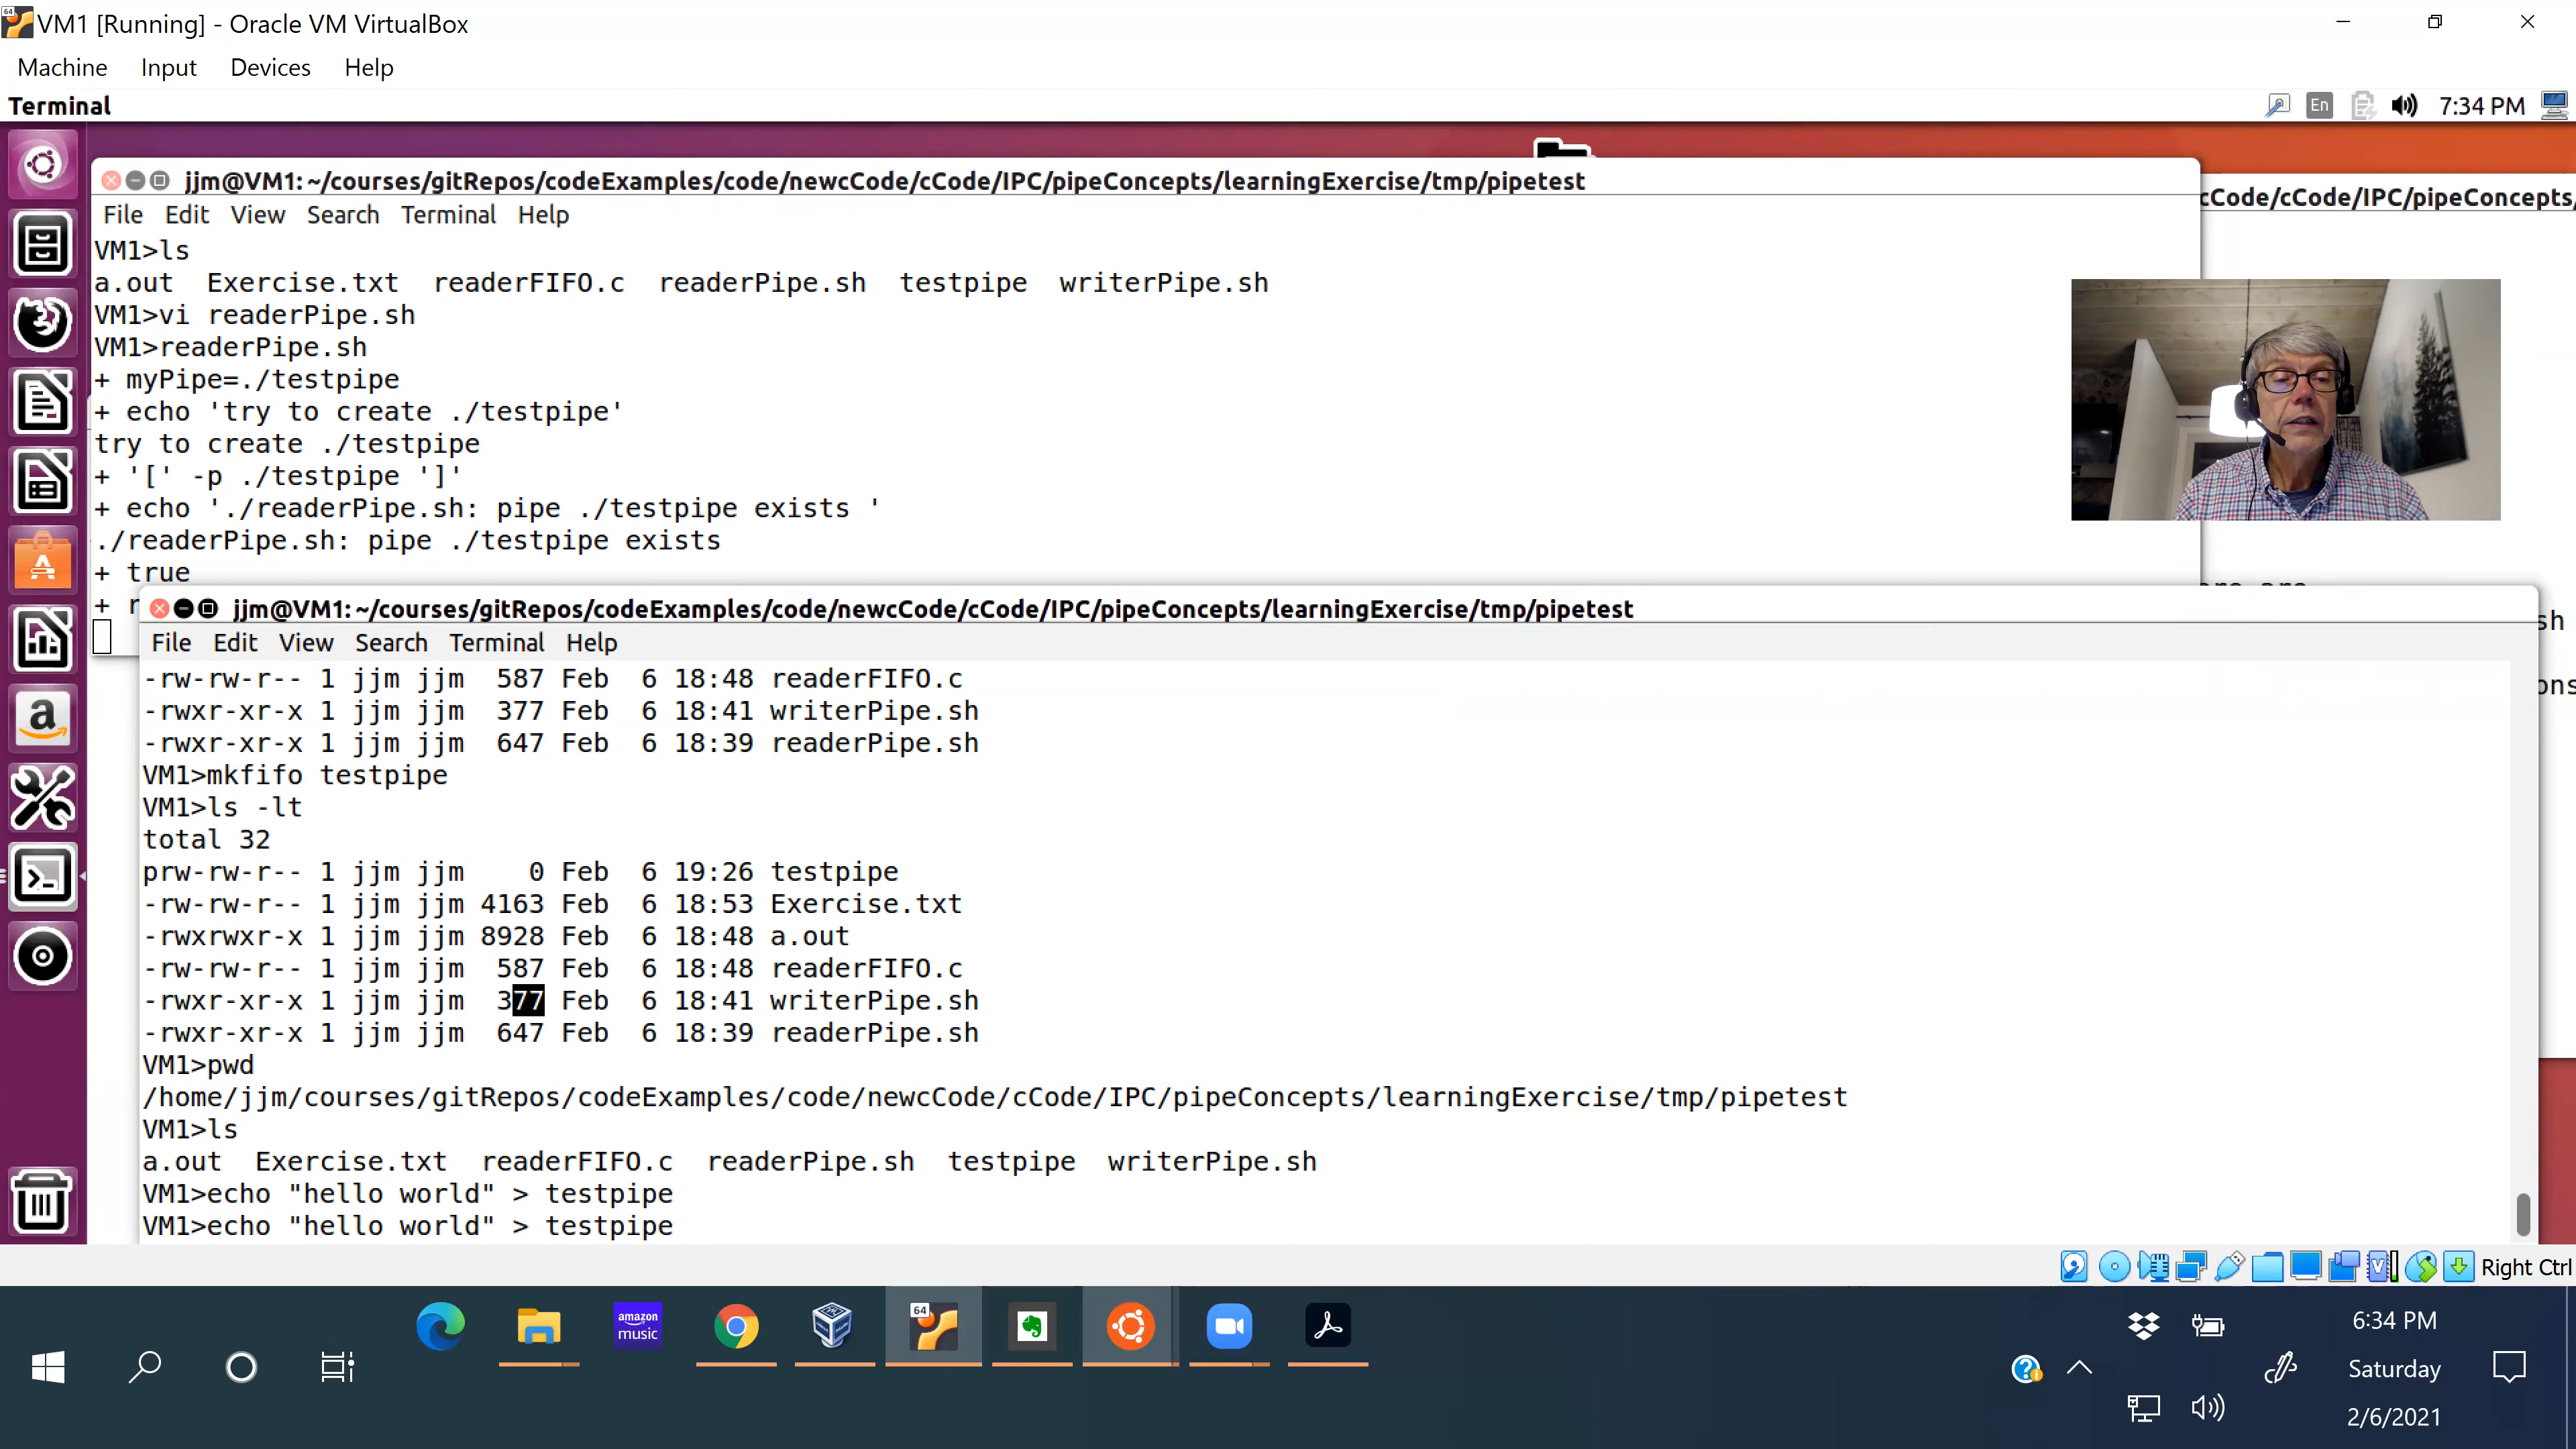 VM1 [Running] - Oracle VM VirtualBox
Machine Input Devices Help
Terminal
En 7:34 PM
jjm@VM1: ~/courses/gitRepos/codeExamples/code/newcCode/cCode/IPC/pipeConcepts/learningExercise/tmp/pipetest
cCode/cCode/IPC/pipeConcepts/
File Edit View Search Terminal Help
VM1>ls
a.out Exercise.txt readerFIFO.c readerPipe.sh testpipe writerPipe.sh
VM1>vi readerPipe.sh
VM1>readerPipe.sh
+ myPipe=./testpipe
+ echo 'try to create ./testpipe'
try to create ./testpipe
+ '[' -p ./testpipe ']'
+ echo './readerPipe.sh: pipe ./testpipe exists '
./readerPipe.sh: pipe ./testpipe exists
+ true
+ r
jjm@VM1: ~/courses/gitRepos/codeExamples/code/newcCode/cCode/IPC/pipeConcepts/learningExercise/tmp/pipetest
sh
File Edit View Search Terminal Help
ons
-rw-rw-r-- 1 jjm jjm 587 Feb 6 18:48 readerFIFO.c
-rwxr-xr-x 1 jjm jjm 377 Feb 6 18:41 writerPipe.sh
-rwxr-xr-x 1 jjm jjm 647 Feb 6 18:39 readerPipe.sh
VM1>mkfifo testpipe
VM1>ls -lt
total 32
prw-rw-r-- 1 jjm jjm 0 Feb 6 19:26 testpipe
-rw-rw-r-- 1 jjm jjm 4163 Feb 6 18:53 Exercise.txt
-rwxrwxr-x 1 jjm jjm 8928 Feb 6 18:48 a.out
-rw-rw-r-- 1 jjm jjm 587 Feb 6 18:48 readerFIFO.c
-rwxr-xr-x 1 jjm jjm 377 Feb 6 18:41 writerPipe.sh
-rwxr-xr-x 1 jjm jjm 647 Feb 6 18:39 readerPipe.sh
VM1>pwd
/home/jjm/courses/gitRepos/codeExamples/code/newcCode/cCode/IPC/pipeConcepts/learningExercise/tmp/pipetest
VM1>ls
a.out Exercise.txt readerFIFO.c readerPipe.sh testpipe writerPipe.sh
VM1>echo "hello world" > testpipe
VM1>echo "hello world" > testpipe
Right Ctrl
64
amazon music
6:34 PM
Saturday
2/6/2021